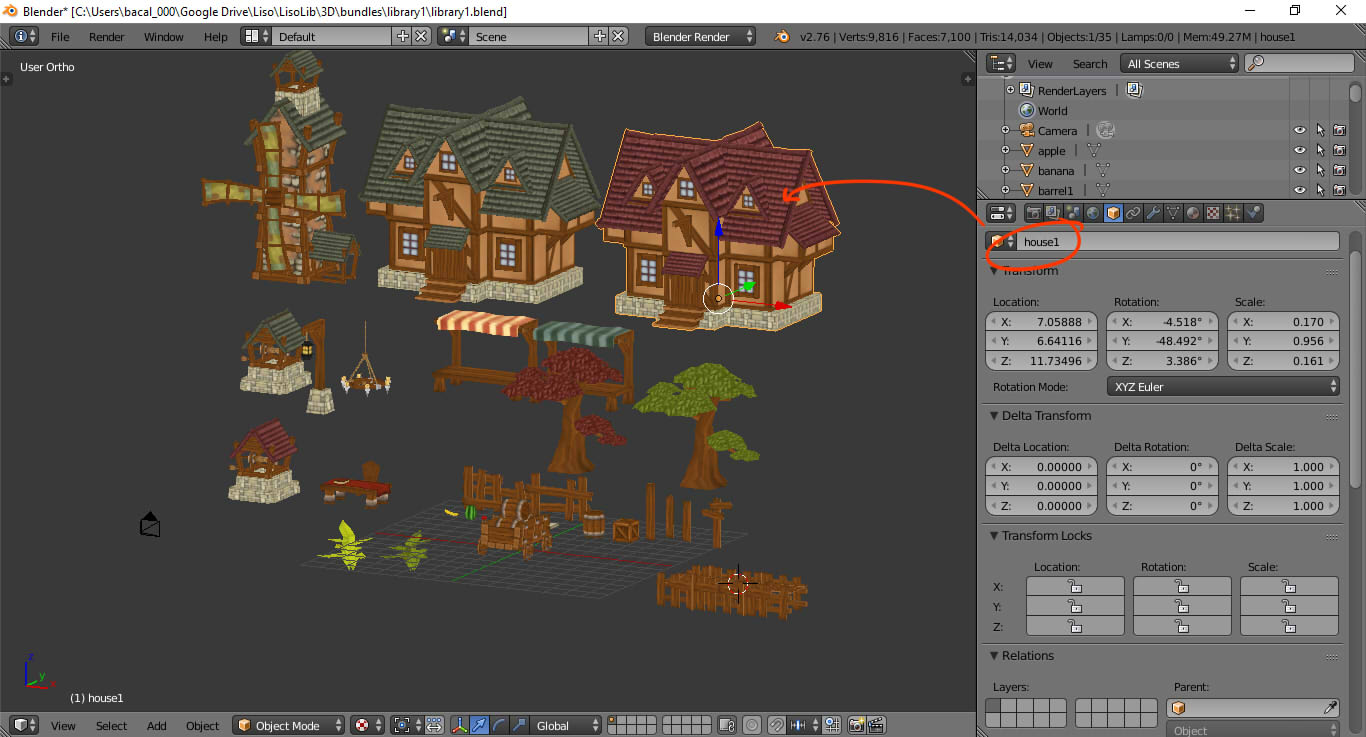 Blender* [C:\Users\bacal_000\Google Drive\Liso\LisoLib\3D\bundles\library1\library1.blend]
File Render Window Help Default Scene Blender Render v2.76 | Verts:9,816 | Faces:7,100 | Tris:14,034 | Objects:1/35 | Lamps:0/0 | Mem:49.27M | house1
User Ortho
View Search All Scenes
RenderLayers
World
Camera
apple
banana
barrel1
house1
Transform
Location: Rotation: Scale:
X: 7.05888 X: -4.518° X: 0.170
Y: 6.64116 Y: -48.492° Y: 0.956
Z: 11.73496 Z: 3.386° Z: 0.161
Rotation Mode: XYZ Euler
Delta Transform
Delta Location: Delta Rotation: Delta Scale:
X: 0.00000 X: 0° X: 1.000
Y: 0.00000 Y: 0° Y: 1.000
Z: 0.00000 Z: 0° Z: 1.000
Transform Locks
Location: Rotation: Scale:
X:
Y:
Z:
Relations
Layers: Parent:
Object
z
y
x
(1) house1
View Select Add Object Object Mode Global